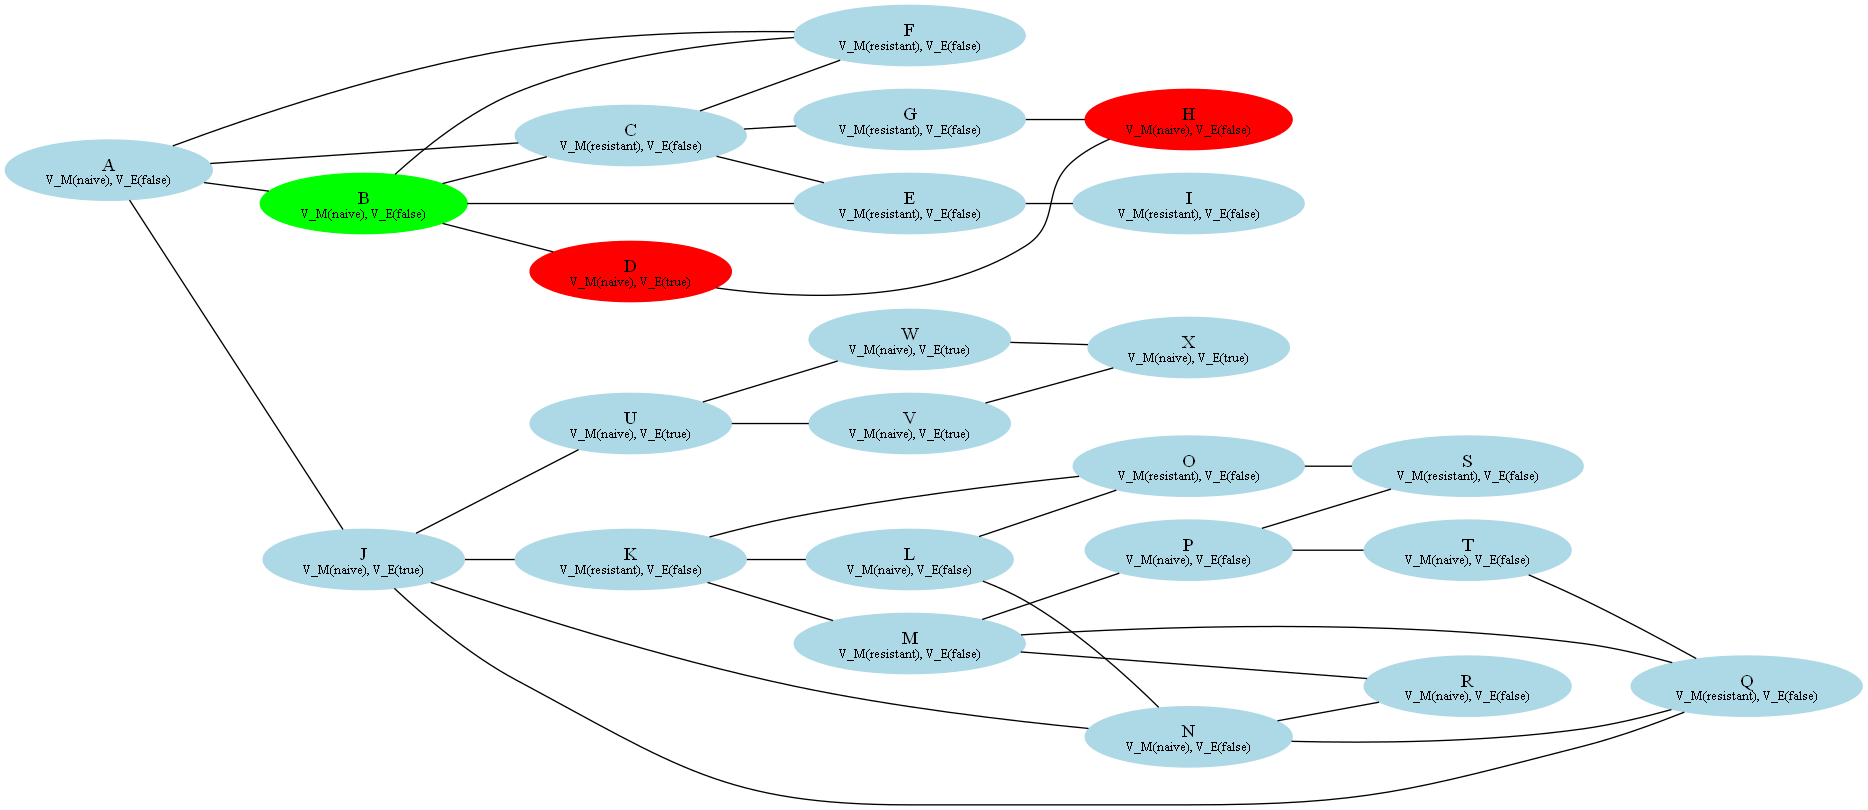 F
V_M(resistant), V_E(false)
G
V_M(resistant), V_E(false)
H
V_M(naive), V_E(false)
C
V_M(resistant), V_E(false)
A
V_M(naive), V_E(false)
B
V_M(naive), V_E(false)
E
V_M(resistant), V_E(false)
I
V_M(resistant), V_E(false)
D
V_M(naive), V_E(true)
W
V_M(naive), V_E(true)
X
V_M(naive), V_E(true)
U
V_M(naive), V_E(true)
V
V_M(naive), V_E(true)
O
V_M(resistant), V_E(false)
S
V_M(resistant), V_E(false)
J
V_M(naive), V_E(true)
K
V_M(resistant), V_E(false)
L
V_M(naive), V_E(false)
P
V_M(naive), V_E(false)
T
V_M(naive), V_E(false)
M
V_M(resistant), V_E(false)
R
V_M(naive), V_E(false)
Q
V_M(resistant), V_E(false)
N
V_M(naive), V_E(false)